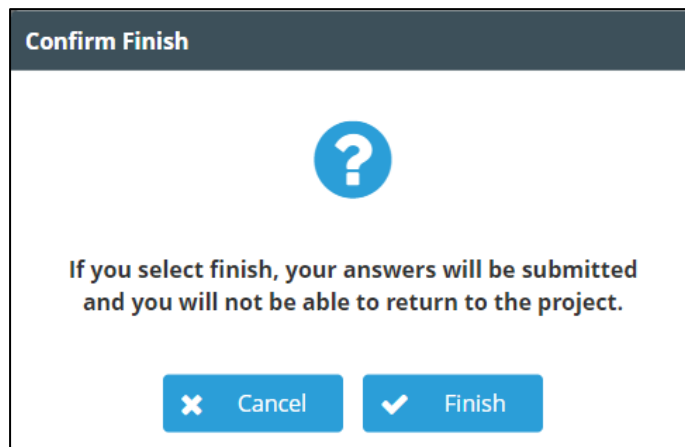 Confirm Finish
If you select finish, your answers will be submitted
and you will not be able to return to the project.
Cancel
Finish